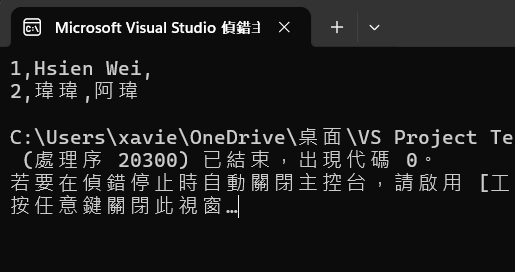 Microsoft Visual Studio 偵錯主
1,Hsien Wei,
2,瑋瑋,阿瑋
C:\Users\xavie\OneDrive\桌面\VS Project Te
(處理序 20300) 已結束，出現代碼 0。
若要在偵錯停止時自動關閉主控台，請啟用 [工
按任意鍵關閉此視窗…